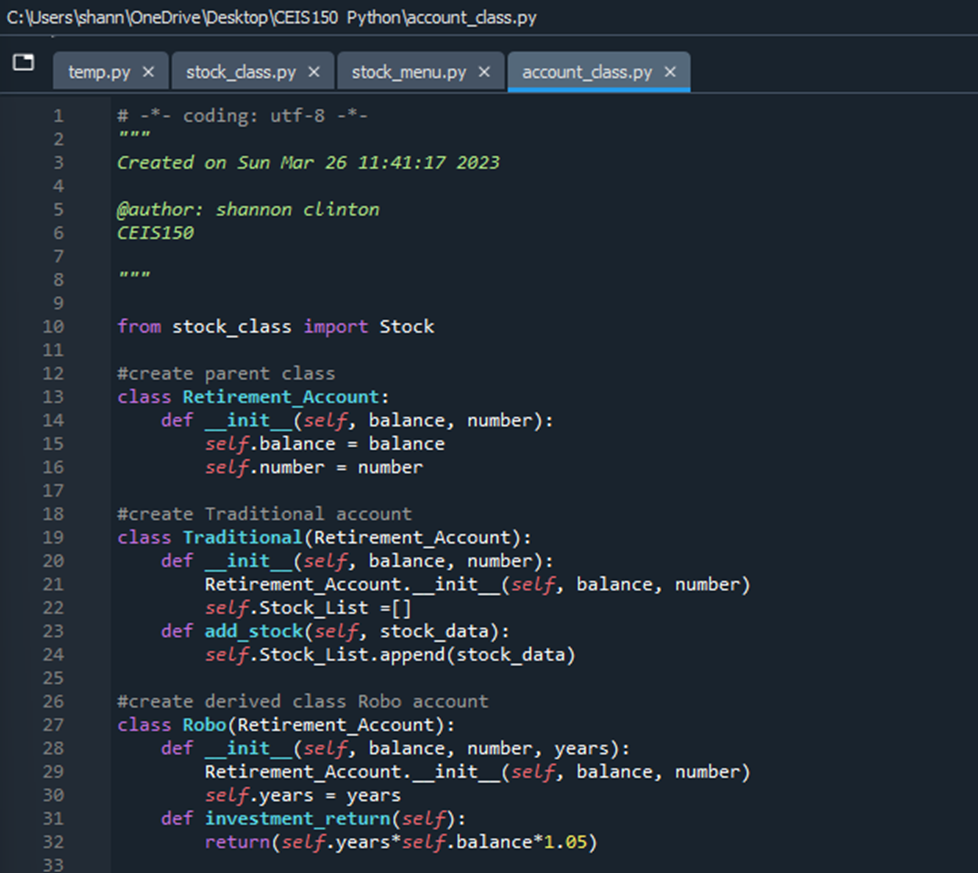 C:\Users\shann\OneDrive\Desktop\CEIS150 Python\account_class.py
temp.py × stock_class.py × stock_menu.py × account_class.py ×
1 # -*- coding: utf-8 -*-
2 """
3 Created on Sun Mar 26 11:41:17 2023
4
5 @author: shannon clinton
6 CEIS150
7
8 """
9
10 from stock_class import Stock
11
12 #create parent class
13 class Retirement_Account:
14     def __init__(self, balance, number):
15         self.balance = balance
16         self.number = number
17
18 #create Traditional account
19 class Traditional(Retirement_Account):
20     def __init__(self, balance, number):
21         Retirement_Account.__init__(self, balance, number)
22         self.Stock_List =[]
23     def add_stock(self, stock_data):
24         self.Stock_List.append(stock_data)
25
26 #create derived class Robo account
27 class Robo(Retirement_Account):
28     def __init__(self, balance, number, years):
29         Retirement_Account.__init__(self, balance, number)
30         self.years = years
31     def investment_return(self):
32         return(self.years*self.balance*1.05)
33